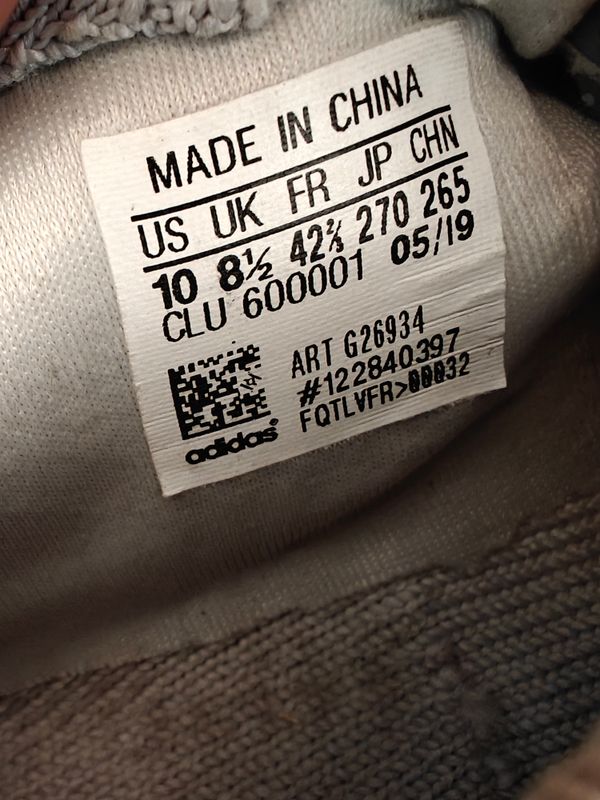 MADE IN CHINA
US UK FR JP CHN
10 8½ 42⅔ 270 265
CLU 600001 05/19
ART G26934
#122840397
FQTLVFR>00032
adidas®